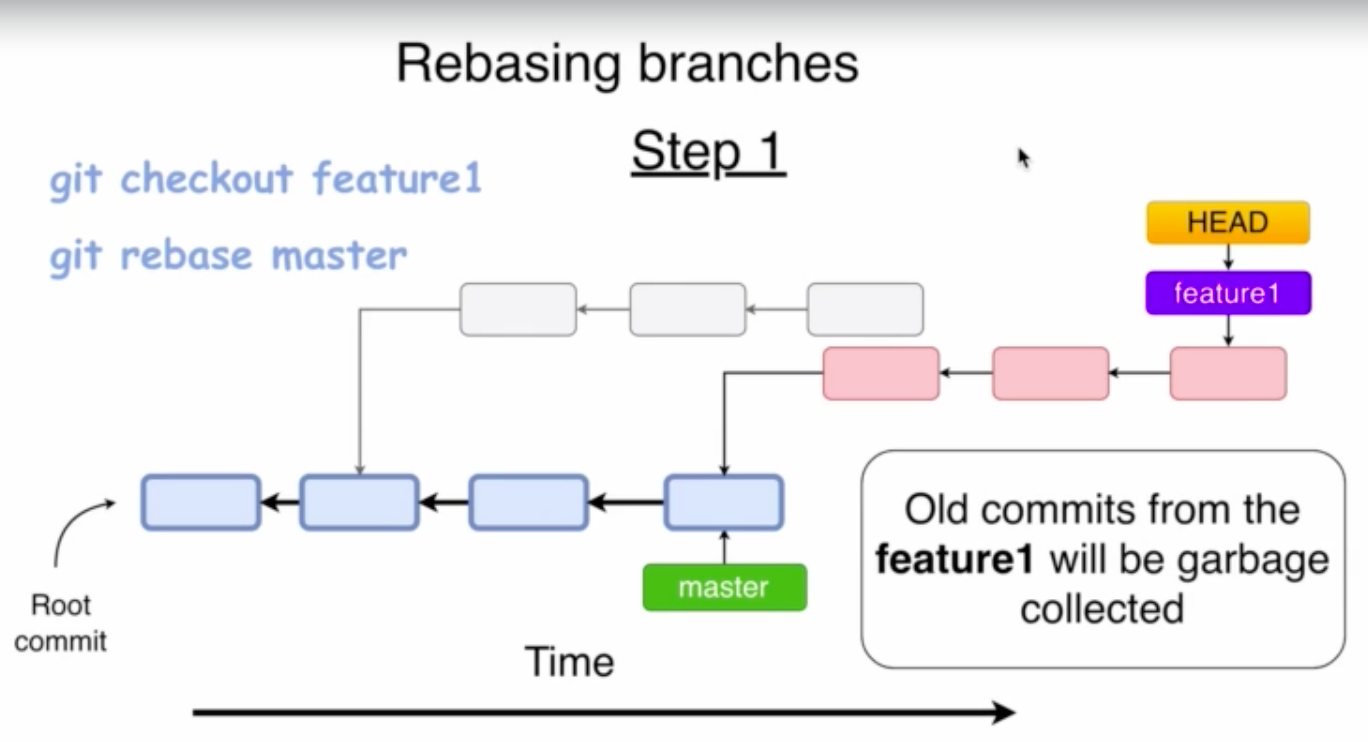 Rebasing branches
Step 1
git checkout feature1
git rebase master
HEAD
feature1
Old commits from the
feature1 will be garbage
collected
master
Root
commit
Time